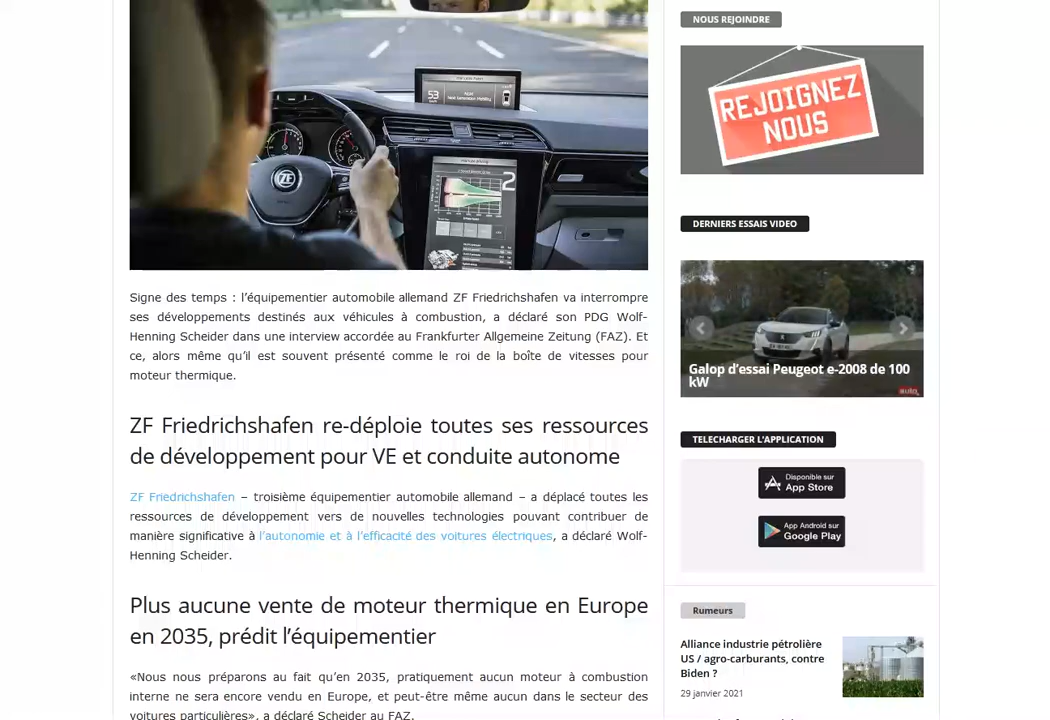 53
2
ZF
Signe des temps : l’équipementier automobile allemand ZF Friedrichshafen va interrompre
ses développements destinés aux véhicules à combustion, a déclaré son PDG Wolf-
Henning Scheider dans une interview accordée au Frankfurter Allgemeine Zeitung (FAZ). Et
ce, alors même qu’il est souvent présenté comme le roi de la boîte de vitesses pour
moteur thermique.
ZF Friedrichshafen re-déploie toutes ses ressources
de développement pour VE et conduite autonome
ZF Friedrichshafen – troisième équipementier automobile allemand – a déplacé toutes les
ressources de développement vers de nouvelles technologies pouvant contribuer de
manière significative à l’autonomie et à l’efficacité des voitures électriques, a déclaré Wolf-
Henning Scheider.
Plus aucune vente de moteur thermique en Europe
en 2035, prédit l’équipementier
«Nous nous préparons au fait qu’en 2035, pratiquement aucun moteur à combustion
interne ne sera encore vendu en Europe, et peut-être même aucun dans le secteur des
voitures particulières», a déclaré Scheider au FAZ.
NOUS REJOINDRE
REJOIGNEZ
NOUS
DERNIERS ESSAIS VIDEO
Galop d’essai Peugeot e-2008 de 100
kW
auto
TELECHARGER L’APPLICATION
Disponible sur
App Store
App Android sur
Google Play
Rumeurs
Alliance industrie pétrolière
US / agro-carburants, contre
Biden ?
29 janvier 2021